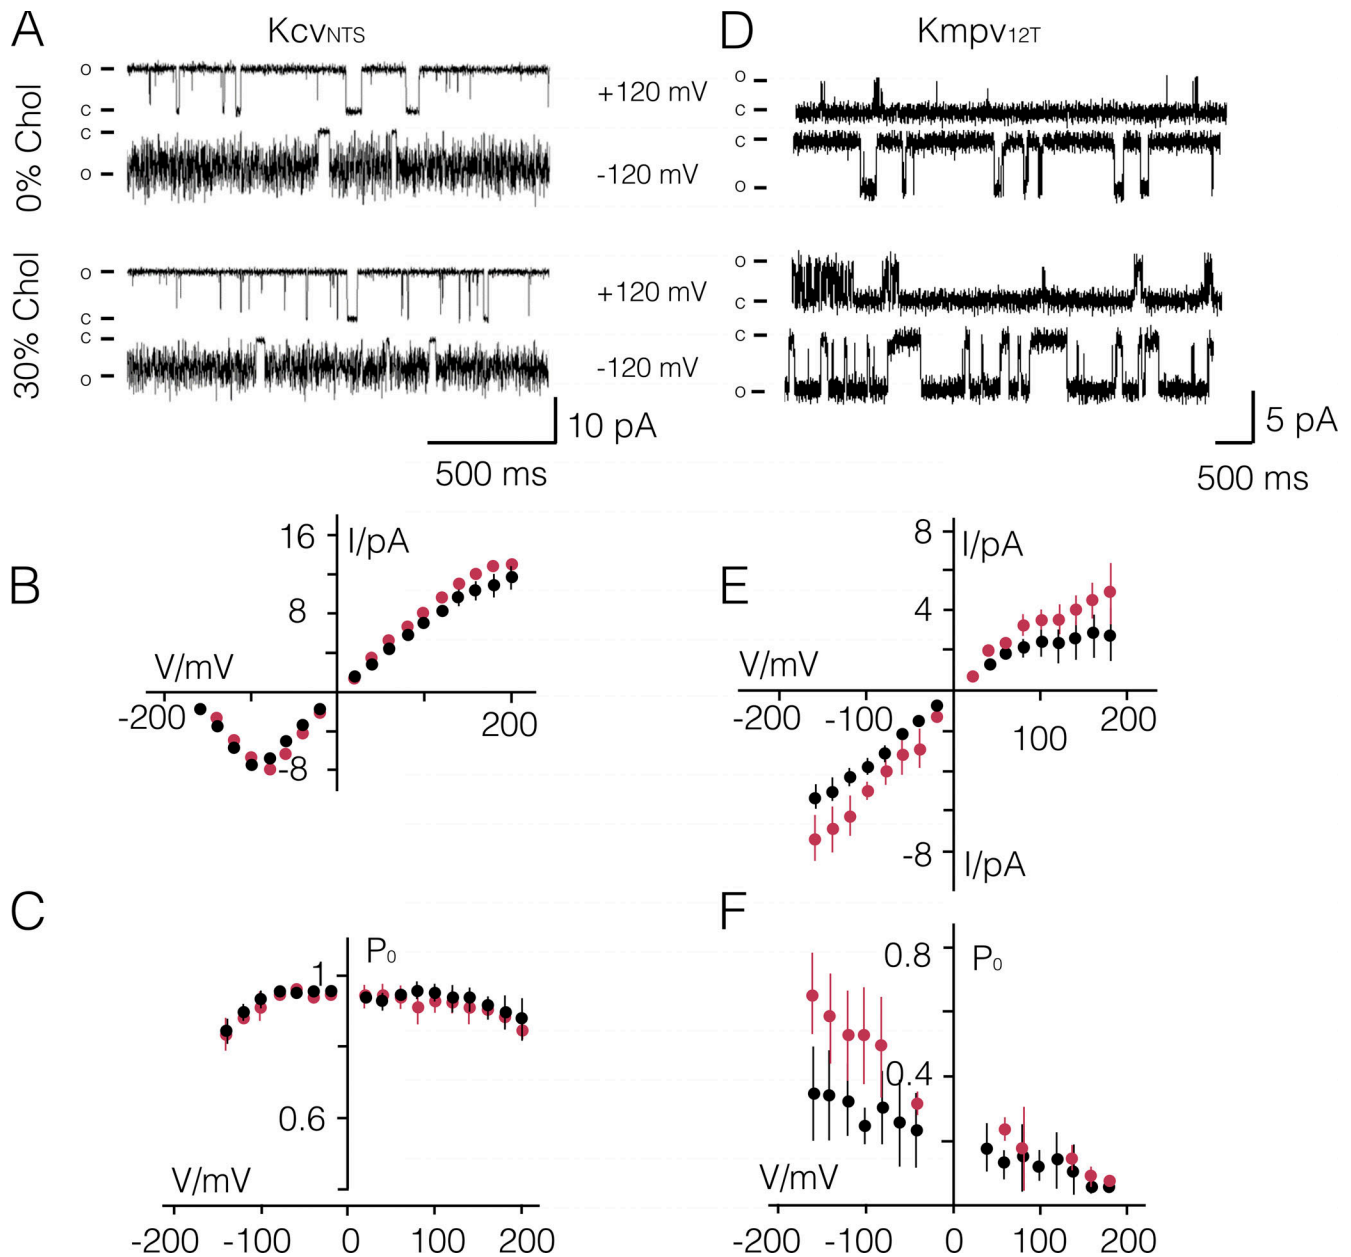 A
KcvNTS
0% Chol
O
C
C
O
+120 mV
-120 mV
30% Chol
O
C
C
O
+120 mV
-120 mV
10 pA
500 ms
D
Kmpv12T
O
C
C
O
O
C
C
O
5 pA
500 ms
B
16
I/pA
8
V/mV
-200
200
-8
E
8
I/pA
4
V/mV
-200
-100
100
200
-8
I/pA
C
P0
1
0.6
V/mV
-200
-100
0
100
200
F
0.8
P0
0.4
V/mV
-200
-100
0
100
200